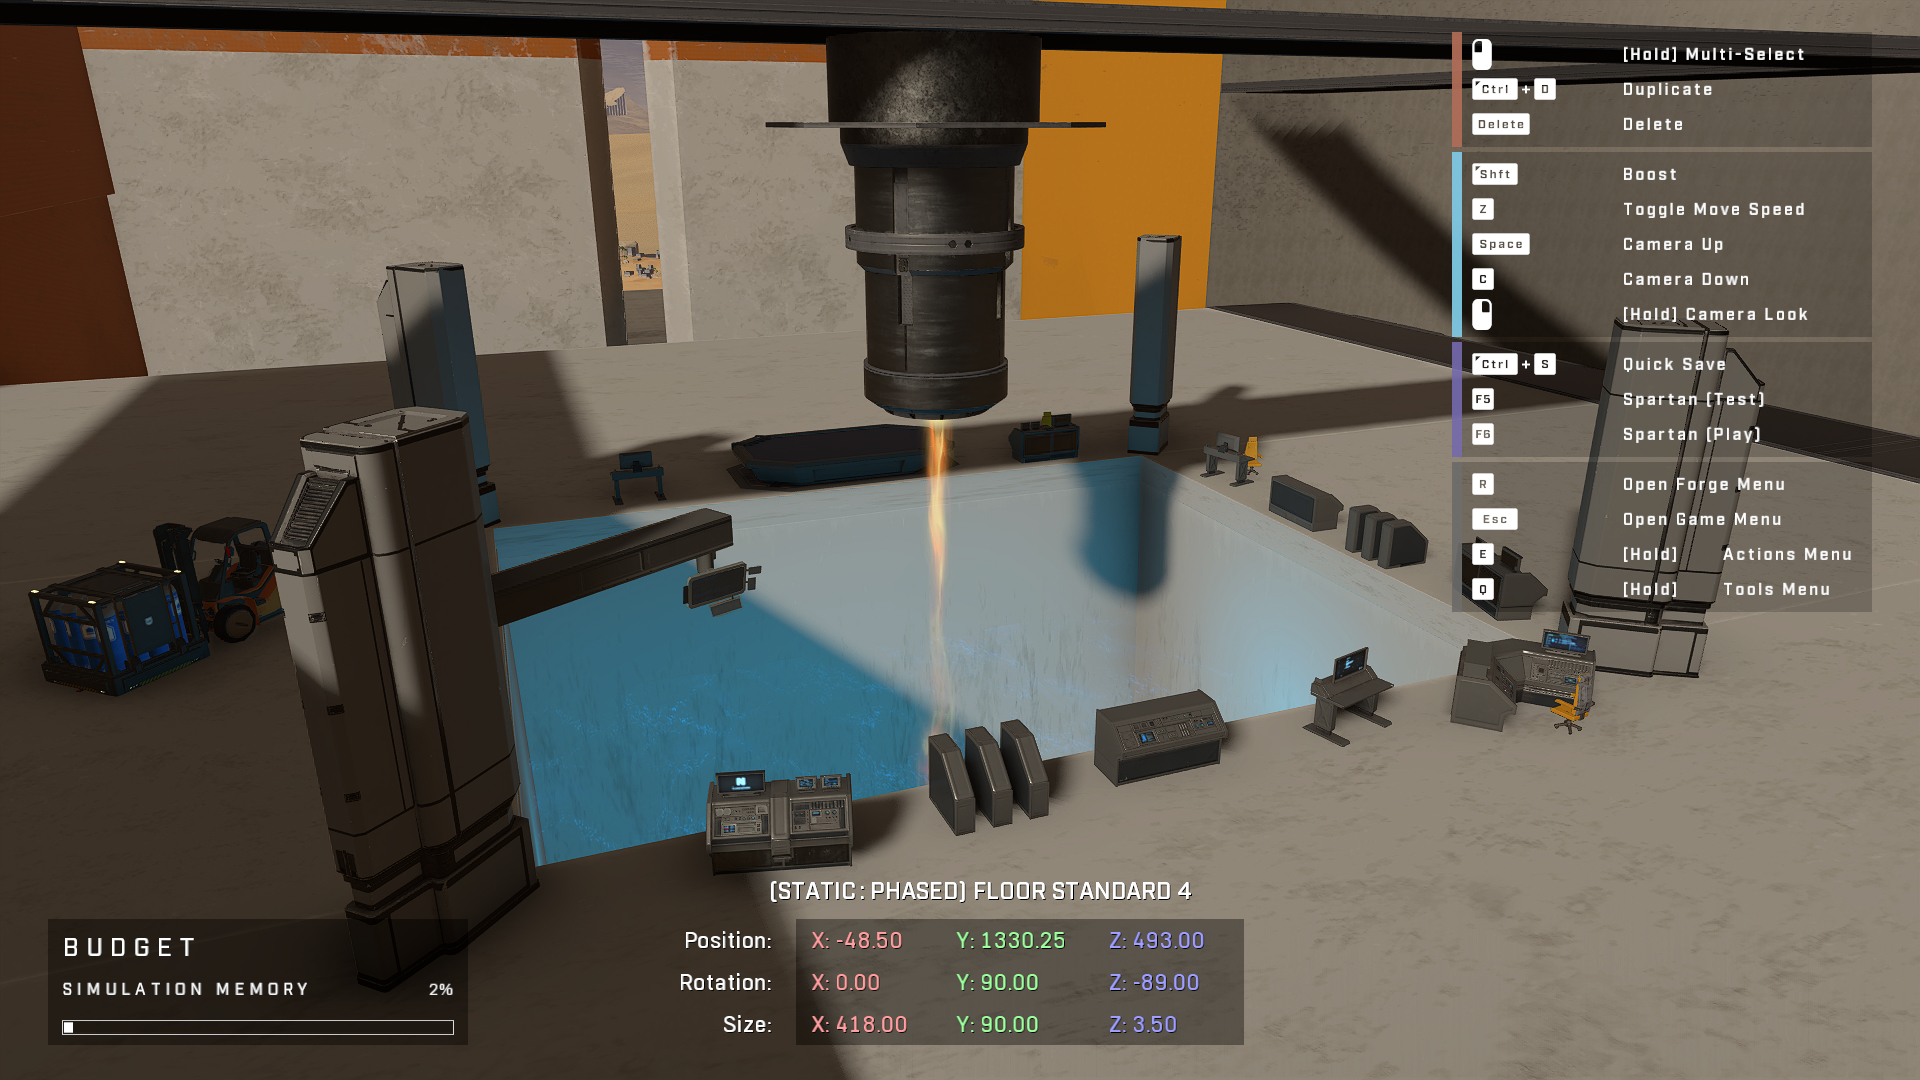 [Hold] Multi-Select
Ctrl + D Duplicate
Delete Delete
Shft Boost
Z Toggle Move Speed
Space Camera Up
C Camera Down
[Hold] Camera Look
Ctrl + S Quick Save
F5 Spartan [Test]
F6 Spartan [Play]
R Open Forge Menu
Esc Open Game Menu
E [Hold] Actions Menu
Q [Hold] Tools Menu
[STATIC: PHASED] FLOOR STANDARD 4
Position: X: -48.50 Y: 1330.25 Z: 493.00
Rotation: X: 0.00 Y: 90.00 Z: -89.00
Size: X: 418.00 Y: 90.00 Z: 3.50
BUDGET
SIMULATION MEMORY 2%